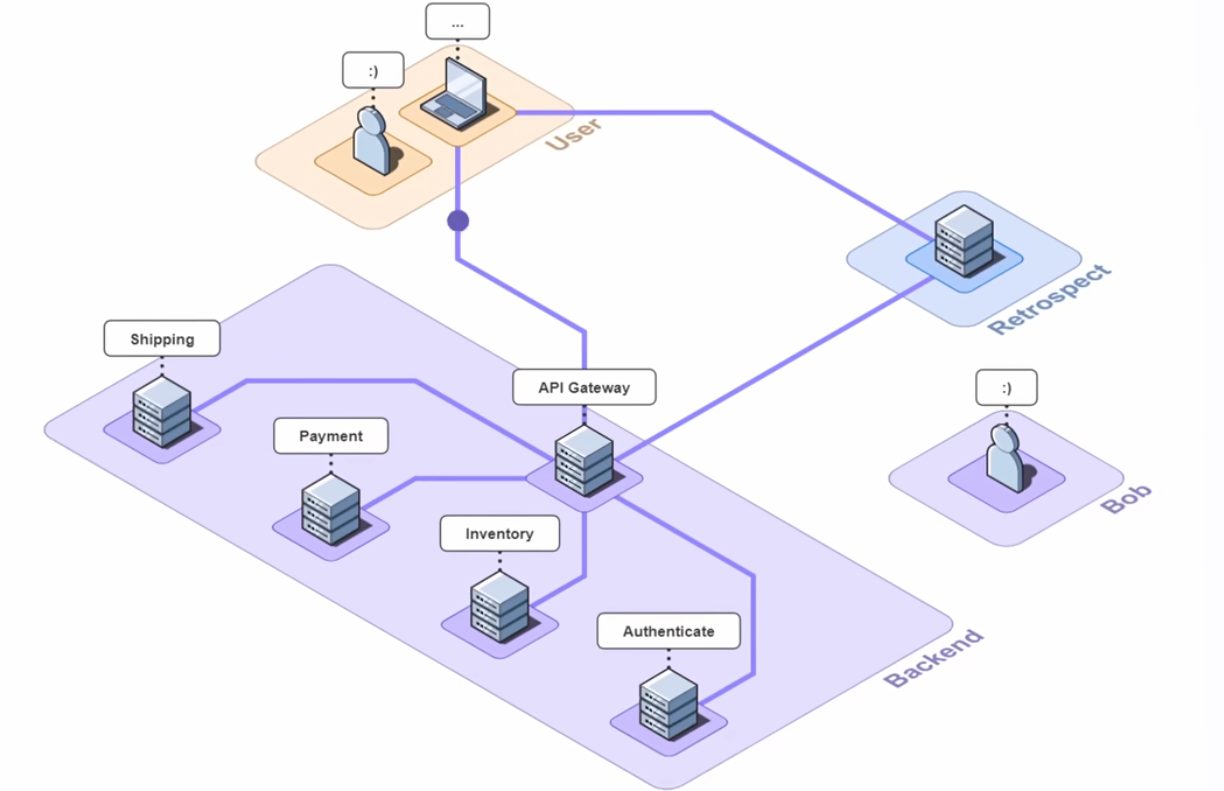 ...
:)
User
Retrospect
Shipping
API Gateway
:)
Payment
Bob
Inventory
Authenticate
Backend